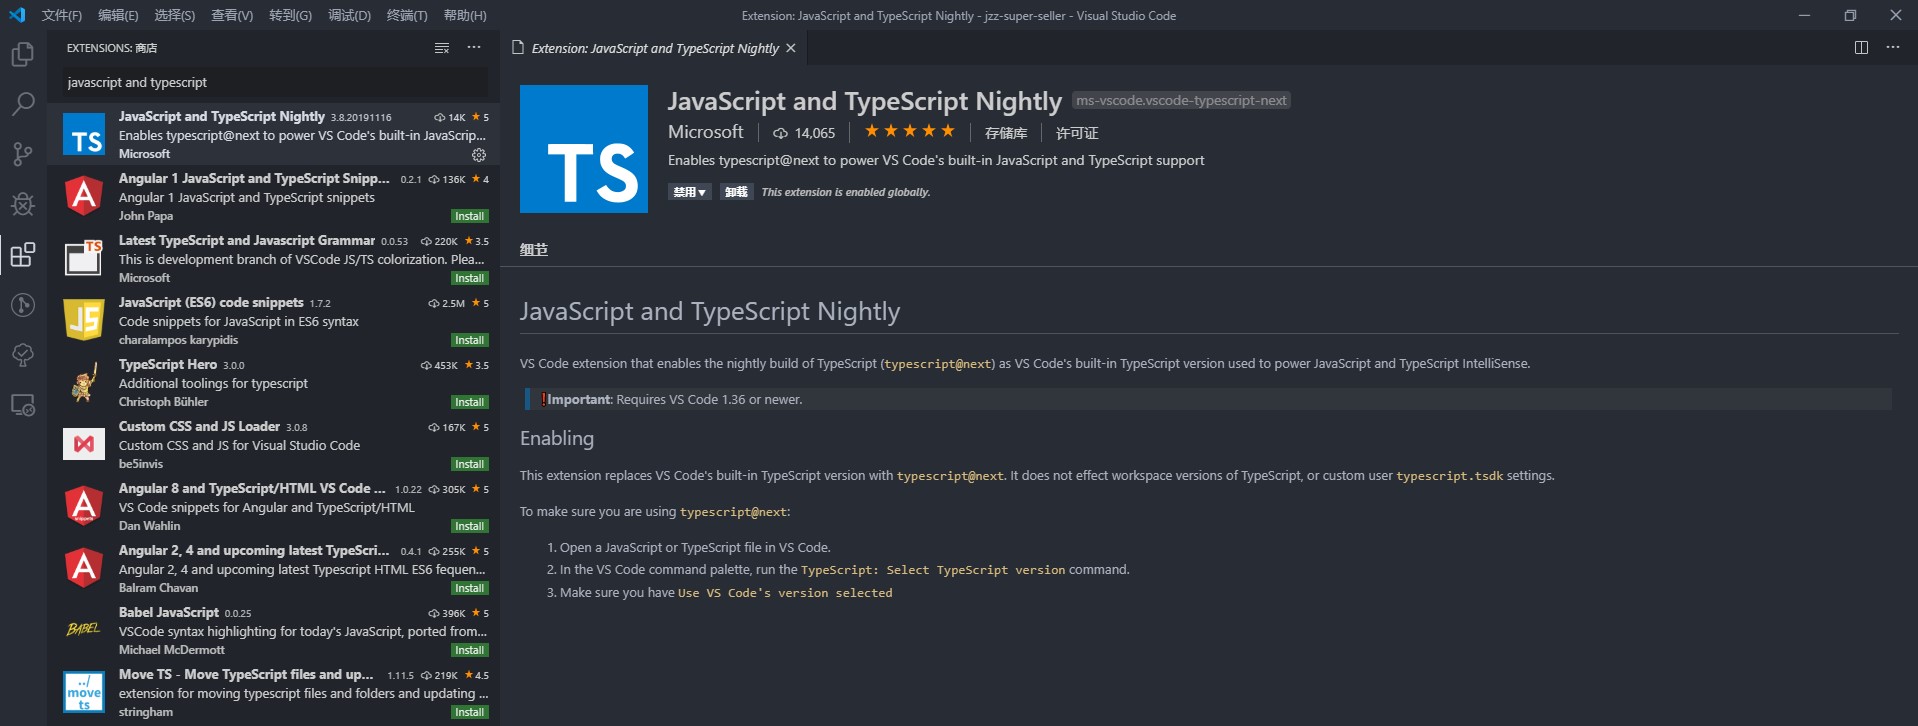 文件(F) 编辑(E) 选择(S) 查看(V) 转到(G) 调试(D) 终端(T) 帮助(H)
Extension: JavaScript and TypeScript Nightly - jzz-super-seller - Visual Studio Code
EXTENSIONS: 商店
javascript and typescript
TS
JavaScript and TypeScript Nightly 3.8.20191116 14K ★ 5
Enables typescript@next to power VS Code's built-in JavaScrip...
Microsoft
A
Angular 1 JavaScript and TypeScript Snipp... 0.2.1 136K ★ 4
Angular 1 JavaScript and TypeScript snippets
John Papa Install
TS
Latest TypeScript and Javascript Grammar 0.0.53 220K ★ 3.5
This is development branch of VSCode JS/TS colorization. Plea...
Microsoft Install
JS
JavaScript (ES6) code snippets 1.7.2 2.5M ★ 5
Code snippets for JavaScript in ES6 syntax
charalampos karypidis Install
TypeScript Hero 3.0.0 453K ★ 3.5
Additional toolings for typescript
Christoph Bühler Install
Custom CSS and JS Loader 3.0.8 167K ★ 5
Custom CSS and JS for Visual Studio Code
be5invis Install
A
Angular 8 and TypeScript/HTML VS Code ... 1.0.22 305K ★ 5
VS Code snippets for Angular and TypeScript/HTML
Dan Wahlin Install
A
Angular 2, 4 and upcoming latest TypeScri... 0.4.1 255K ★ 5
Angular 2, 4 and upcoming latest Typescript HTML ES6 fequen...
Balram Chavan Install
BABEL
Babel JavaScript 0.0.25 396K ★ 5
VSCode syntax highlighting for today's JavaScript, ported from...
Michael McDermott Install
../
move
ts
Move TS - Move TypeScript files and up... 1.11.5 219K ★ 4.5
extension for moving typescript files and folders and updating ...
stringham Install
Extension: JavaScript and TypeScript Nightly
TS
JavaScript and TypeScript Nightly ms-vscode.vscode-typescript-next
Microsoft 14,065 ★★★★★ 存储库 许可证
Enables typescript@next to power VS Code's built-in JavaScript and TypeScript support
禁用▼ 卸载 This extension is enabled globally.
细节
JavaScript and TypeScript Nightly
VS Code extension that enables the nightly build of TypeScript (typescript@next) as VS Code's built-in TypeScript version used to power JavaScript and TypeScript IntelliSense.
❗Important: Requires VS Code 1.36 or newer.
Enabling
This extension replaces VS Code's built-in TypeScript version with typescript@next. It does not effect workspace versions of TypeScript, or custom user typescript.tsdk settings.
To make sure you are using typescript@next:
1. Open a JavaScript or TypeScript file in VS Code.
2. In the VS Code command palette, run the TypeScript: Select TypeScript version command.
3. Make sure you have Use VS Code's version selected